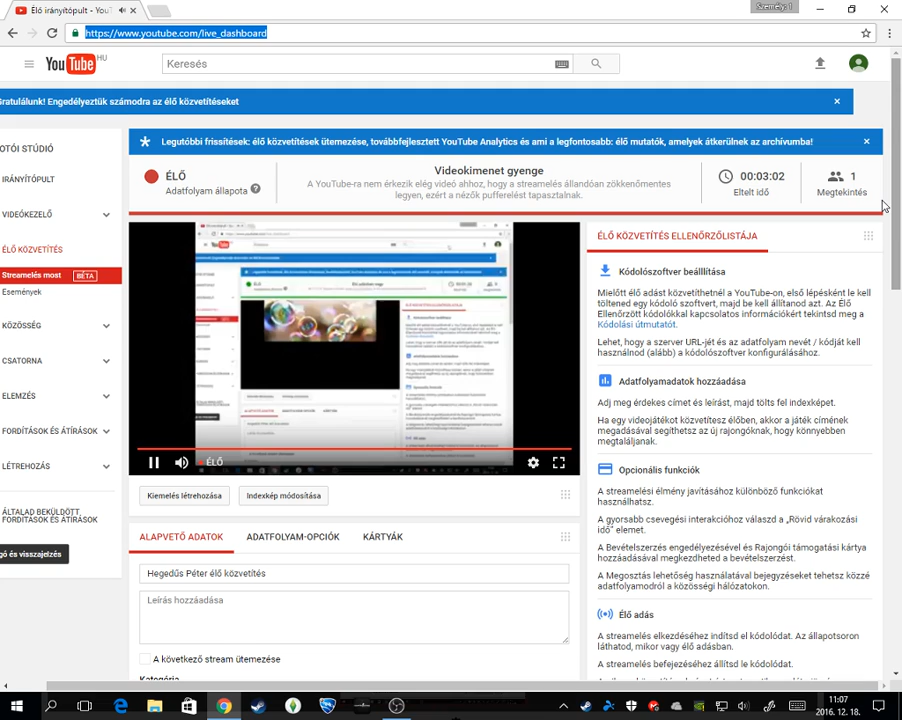 Élő irányítópult - YouT
Személy: 1
https://www.youtube.com/live_dashboard
YouTube HU
Keresés
Gratulálunk! Engedélyeztük számodra az élő közvetítéseket
Legutóbbi frissítések: élő közvetítések ütemezése, továbbfejlesztett YouTube Analytics és ami a legfontosabb: élő mutatók, amelyek átkerülnek az archívumba!
OTÓI STÚDIÓ
IRÁNYÍTÓPULT
VIDEÓKEZELŐ
ÉLŐ KÖZVETÍTÉS
Streamelés most BÉTA
Események
KÖZÖSSÉG
CSATORNA
ELEMZÉS
FORDÍTÁSOK ÉS ÁTÍRÁSOK
LÉTREHOZÁS
ÁLTALAD BEKÜLDÖTT
FORDÍTÁSOK ÉS ÁTÍRÁSOK
gó és visszajelzés
ÉLŐ
Adatfolyam állapota ?
Videokimenet gyenge
A YouTube-ra nem érkezik elég videó ahhoz, hogy a streamelés állandóan zökkenőmentes
legyen, ezért a nézők pufferelést tapasztalnak.
00:03:02
Eltelt idő
1
Megtekintés
ÉLŐ
Kiemelés létrehozása
Indexkép módosítása
ALAPVETŐ ADATOK
ADATFOLYAM-OPCIÓK
KÁRTYÁK
Hegedűs Péter élő közvetítés
Leírás hozzáadása
A következő stream ütemezése
Kategória
ÉLŐ KÖZVETÍTÉS ELLENŐRZŐLISTÁJA
Kódolószoftver beállítása
Mielőtt élő adást közvetíthetnél a YouTube-on, első lépésként le kell
töltened egy kódoló szoftvert, majd be kell állítanod azt. Az Élő
Ellenőrzött kódolókkal kapcsolatos információkért tekintsd meg a
Kódolási útmutatót.
Lehet, hogy a szerver URL-jét és az adatfolyam nevét / kódját kell
használnod (alább) a kódolószoftver konfigurálásához.
Adatfolyamadatok hozzáadása
Adj meg érdekes címet és leírást, majd tölts fel indexképet.
Ha egy videojátékot közvetítesz élőben, akkor a játék címének
megadásával segíthetsz az új rajongóknak, hogy könnyebben
megtaláljanak.
Opcionális funkciók
A streamelési élmény javításához különböző funkciókat
használhatsz.
A gyorsabb csevegési interakcióhoz válaszd a „Rövid várakozási
idő” elemet.
A Bevételszerzés engedélyezésével és Rajongói támogatási kártya
hozzáadásával megkezdheted a bevételszerzést.
A Megosztás lehetőség használatával bejegyzéseket tehetsz közzé
adatfolyamodról a közösségi hálózatokon.
Élő adás
A streamelés elkezdéséhez indítsd el kódolódat. Az állapotsoron
láthatod, mikor vagy élő adásban.
A streamelés befejezéséhez állítsd le kódolódat.
11:07
2016. 12. 18.